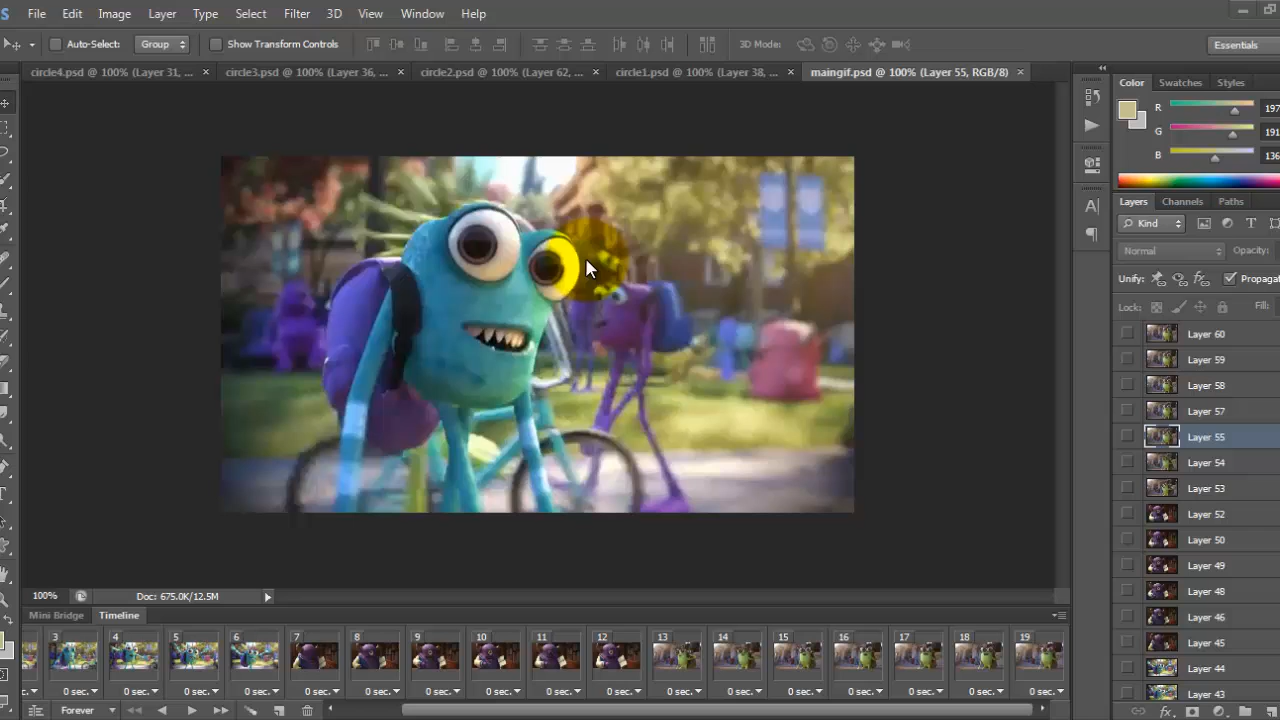 S File Edit Image Layer Type Select Filter 3D View Window Help
Auto-Select: Group Show Transform Controls 3D Mode: Essentials
circle4.psd @ 100% (Layer 31, ... × circle3.psd @ 100% (Layer 36, ... × circle2.psd @ 100% (Layer 62, ... × circle1.psd @ 100% (Layer 38, ... × maingif.psd @ 100% (Layer 55, RGB/8) ×
Color Swatches Styles
R 197
G 191
B 136
Layers Channels Paths
Kind
Normal Opacity:
Unify: Propaga
Lock: Fill:
Layer 60
Layer 59
Layer 58
Layer 57
Layer 55
Layer 54
Layer 53
Layer 52
Layer 50
Layer 49
Layer 48
Layer 46
Layer 45
Layer 44
Layer 43
100% Doc: 675.0K/12.5M
Mini Bridge Timeline
3 4 5 6 7 8 9 10 11 12 13 14 15 16 17 18 19
0 sec. 0 sec. 0 sec. 0 sec. 0 sec. 0 sec. 0 sec. 0 sec. 0 sec. 0 sec. 0 sec. 0 sec. 0 sec. 0 sec. 0 sec. 0 sec. 0 sec.
Forever